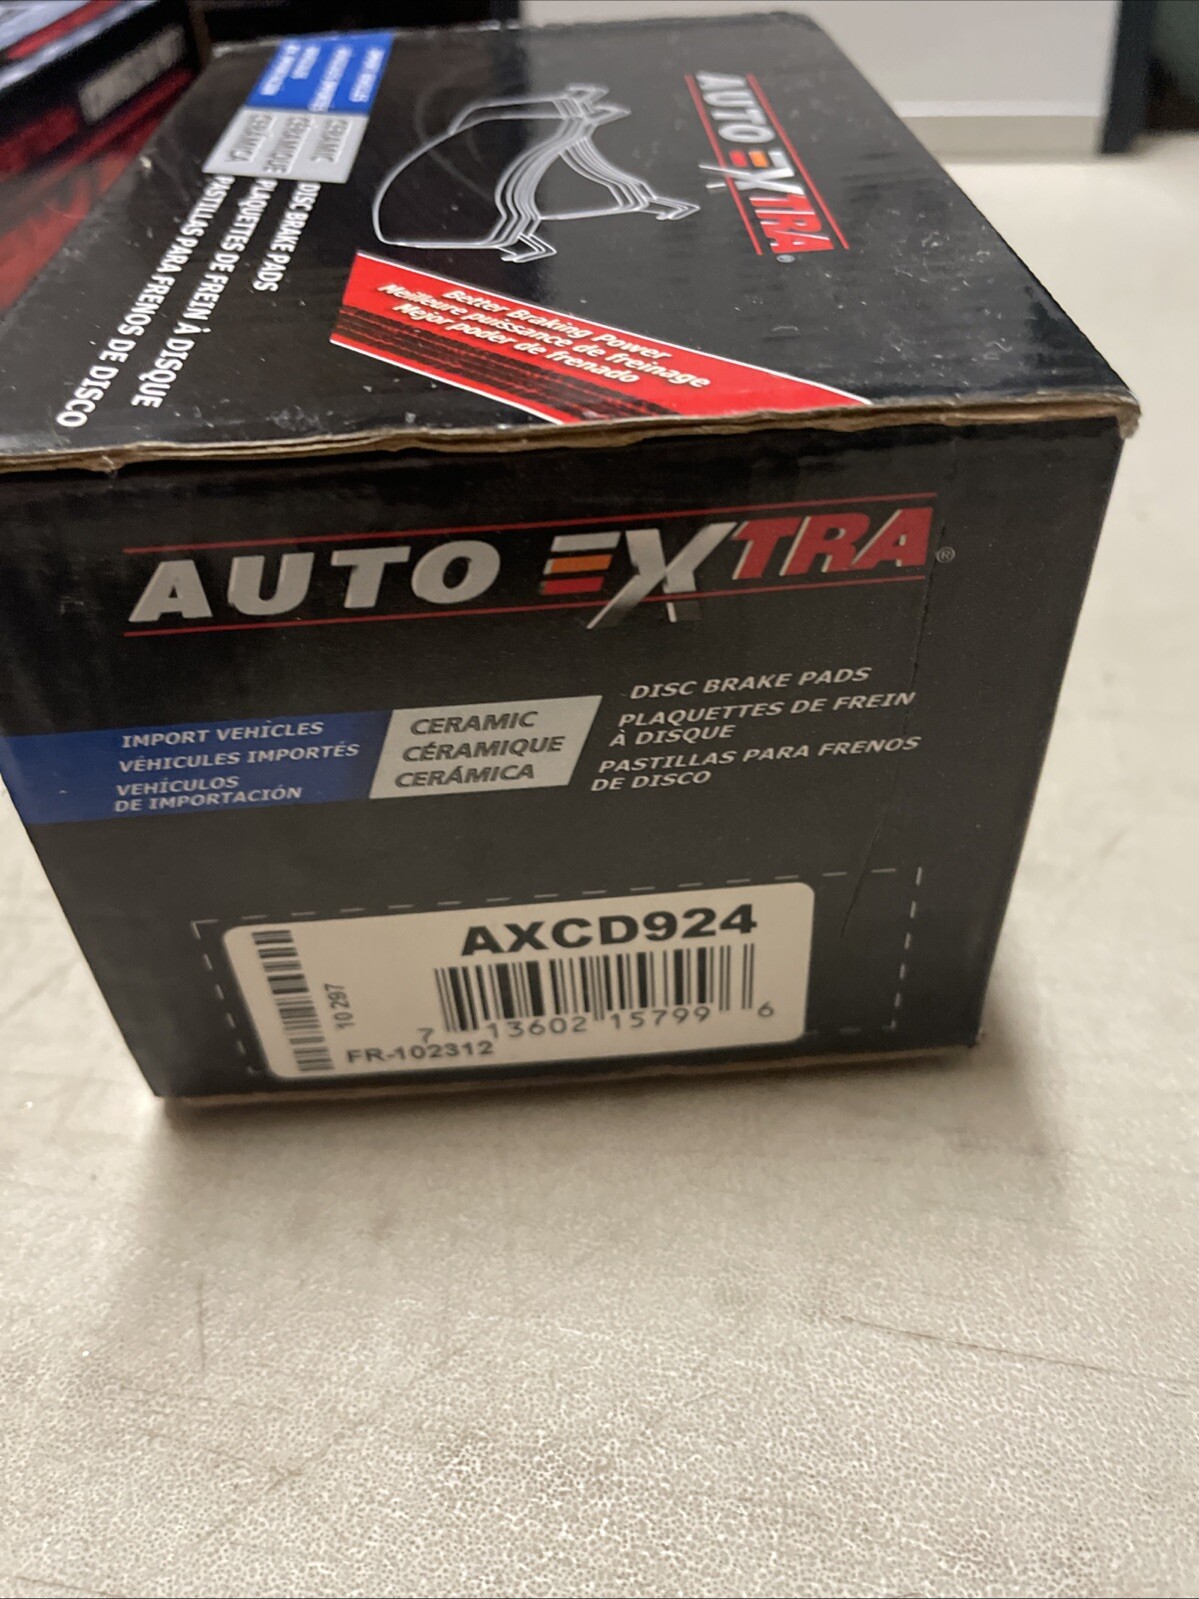 AUTO EXTRA®
Better Braking Power
Meilleure puissance de freinage
Mejor poder de frenado
CERAMIC
CÉRAMIQUE
CERÁMICA
DISC BRAKE PADS
PLAQUETTES DE FREIN À DISQUE
PASTILLAS PARA FRENOS DE DISCO
AUTO EXTRA®
IMPORT VEHICLES
VÉHICULES IMPORTÉS
VEHÍCULOS
DE IMPORTACIÓN
CERAMIC
CÉRAMIQUE
CERÁMICA
DISC BRAKE PADS
PLAQUETTES DE FREIN
À DISQUE
PASTILLAS PARA FRENOS
DE DISCO
AXCD924
10297
7 13602 15799 6
FR-102312